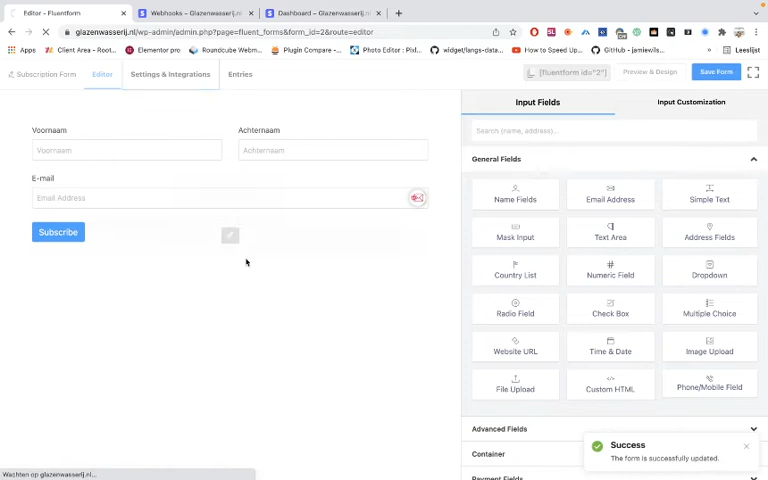 Editor - Fluentform
Webhooks – Glazenwasserij.nl
Dashboard – Glazenwasserij.nl
glazenwasserij.nl/wp-admin/admin.php?page=fluent_forms&form_id=2&route=editor
Apps
Client Area - Root...
Elementor pro
Roundcube Webm...
Plugin Compare -...
Photo Editor : Pixl...
widget/langs-data...
How to Speed Up...
GitHub - jamiewils...
»
Leeslijst
Subscription Form
Editor
Settings & Integrations
Entries
[fluentform id="2"]
Preview & Design
Save Form
Input Fields
Input Customization
Search (name, address)...
General Fields
Voornaam
Achternaam
Voornaam
Achternaam
E-mail
Email Address
Subscribe
Name Fields
Email Address
Simple Text
Mask Input
Text Area
Address Fields
Country List
Numeric Field
Dropdown
Radio Field
Check Box
Multiple Choice
Website URL
Time & Date
Image Upload
File Upload
Custom HTML
Phone/Mobile Field
Advanced Fields
Container
Payment Fields
Success
The form is successfully updated.
Wachten op glazenwasserij.nl...